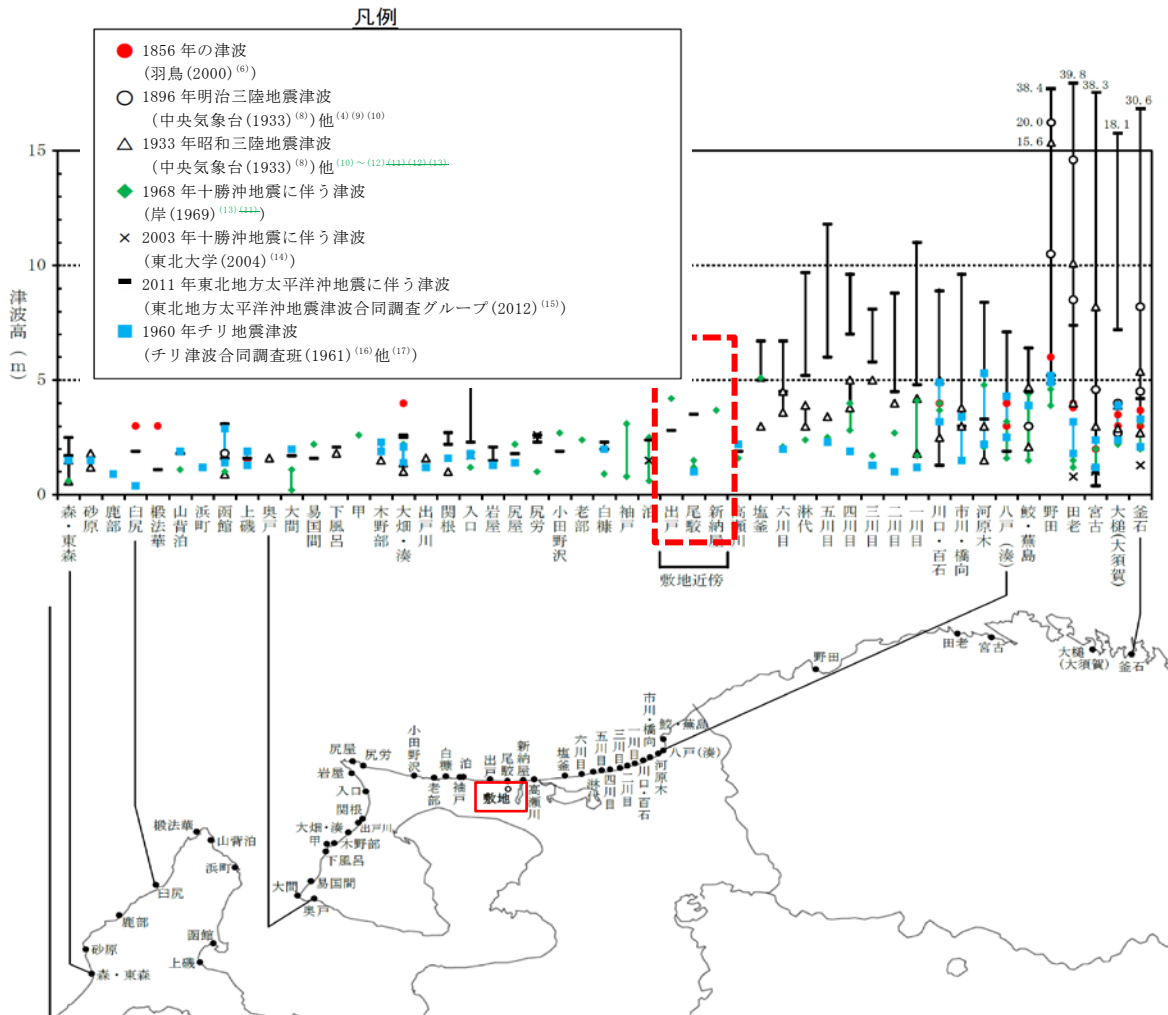 凡例
1856 年の津波
(羽鳥(2000)(6))
1896 年明治三陸地震津波
(中央気象台(1933)(8))他(4)(9)(10)
1933 年昭和三陸地震津波
(中央気象台(1933)(8))他(10)～(12)(11)(12)(13)
1968 年十勝沖地震に伴う津波
(岸(1969)(13)(11))
2003 年十勝沖地震に伴う津波
(東北大学(2004)(14))
2011 年東北地方太平洋沖地震に伴う津波
(東北地方太平洋沖地震津波合同調査グループ(2012)(15))
1960 年チリ地震津波
(チリ津波合同調査班(1961)(16)他(17))
38.4
39.8
38.3
30.6
20.0
18.1
15.6
15
10
5
0
津波高(m)
森・東森
砂原
鹿部
臼尻
椴法華
山背泊
浜町
函館
上磯
奥戸
大間
易国間
下風呂
甲
木野部
大畑・湊
出戸川
関根
入口
岩屋
尻屋
尻労
小田野沢
老部
白糠
袖戸
泊
出戸
尾駮
新納屋
高瀬川
塩釜
六川目
淋代
五川目
四川目
三川目
二川目
一川目
川口・百石
市川・橋向
河原木
八戸(湊)
鮫・蕪島
野田
田老
宮古
大槌(大須賀)
釜石
敷地近傍
田老
宮古
大槌
(大須賀)
釜石
野田
市川・橋向
鮫・蕪島
八戸(湊)
河原木
川口・百石
一川目
二川目
三川目
四川目
五川目
淋代
六川目
塩釜
高瀬川
新納屋
尾駮
出戸
敷地
泊
袖戸
白糠
老部
小田野沢
尻労
尻屋
岩屋
入口
関根
出戸川
大畑・湊
木野部
甲
下風呂
易国間
大間
奥戸
椴法華
山背泊
浜町
臼尻
鹿部
函館
砂原
上磯
森・東森